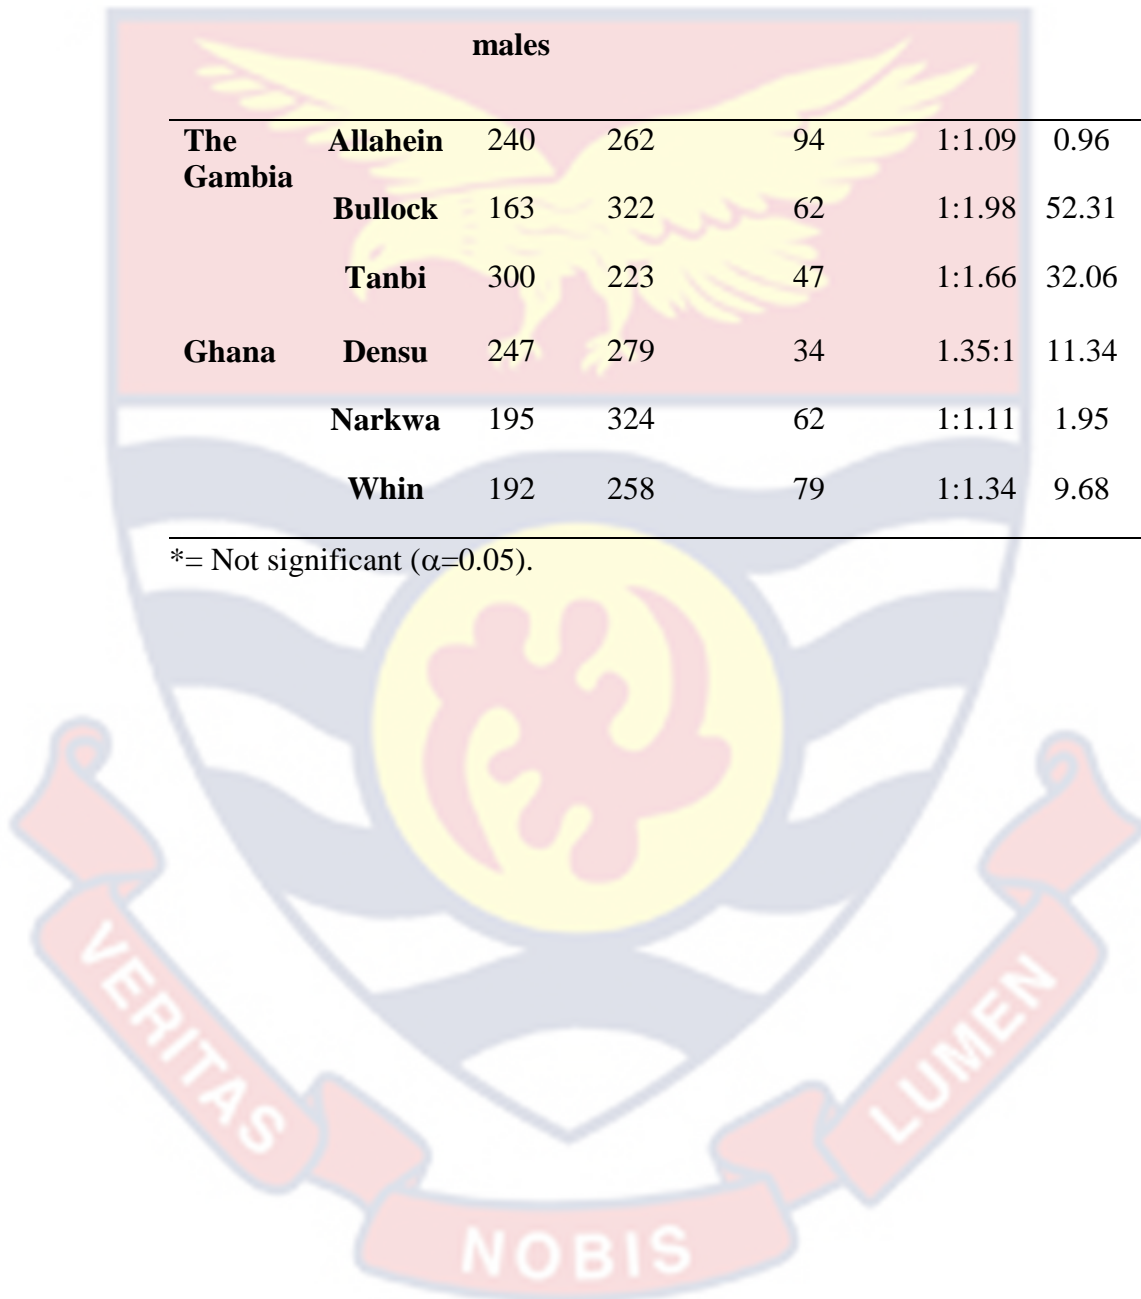 males
The Gambia Allahein 240 262 94 1:1.09 0.96
Bullock 163 322 62 1:1.98 52.31
Tanbi 300 223 47 1:1.66 32.06
Ghana Densu 247 279 34 1.35:1 11.34
Narkwa 195 324 62 1:1.11 1.95
Whin 192 258 79 1:1.34 9.68
*= Not significant (α=0.05).
VERITAS NOBIS LUMEN